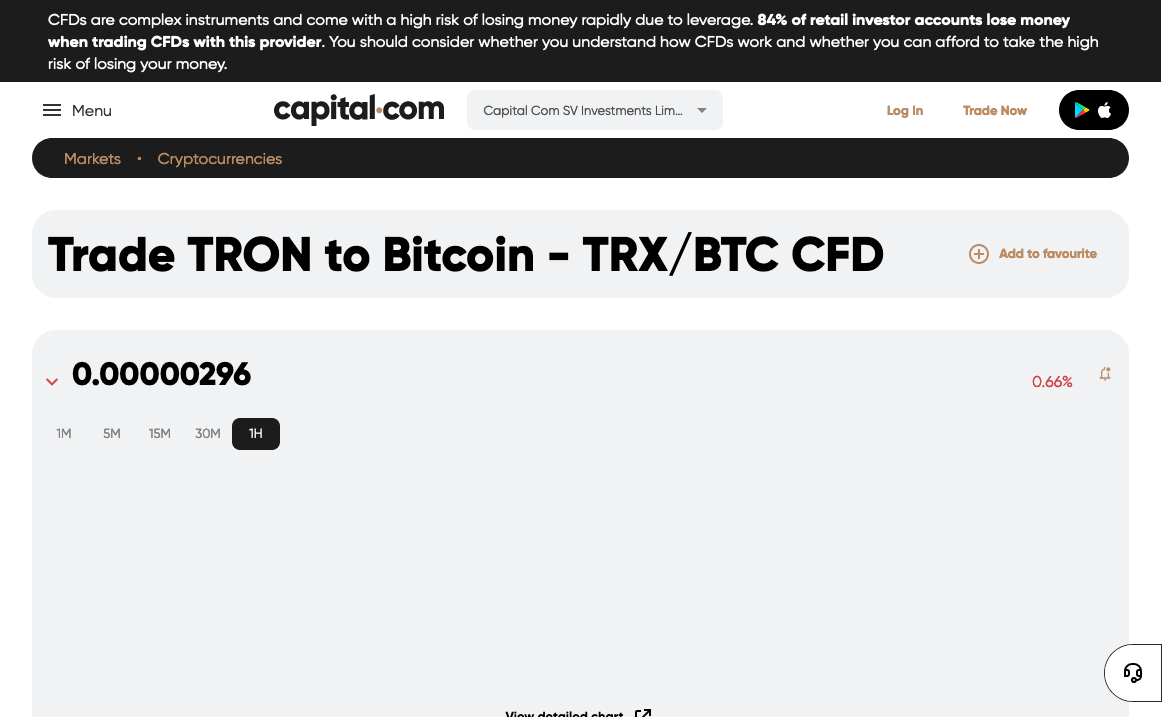 CFDs are complex instruments and come with a high risk of losing money rapidly due to leverage. 84% of retail investor accounts lose money
when trading CFDs with this provider. You should consider whether you understand how CFDs work and whether you can afford to take the high
risk of losing your money.
Menu
capital.com
Capital Com SV Investments Lim...
Log In
Trade Now
Markets • Cryptocurrencies
Trade TRON to Bitcoin - TRX/BTC CFD
Add to favourite
0.00000296
0.66%
1M 5M 15M 30M 1H
View detailed chart